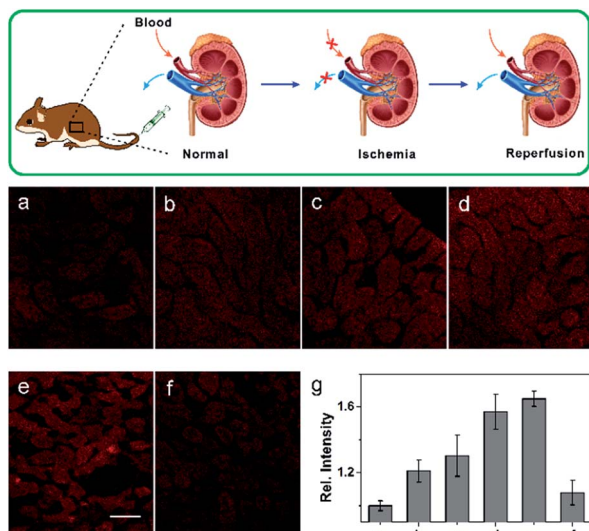 Blood
Normal Ischemia Reperfusion
a b c d
e f g
Rel. Intensity
1.6
1.2